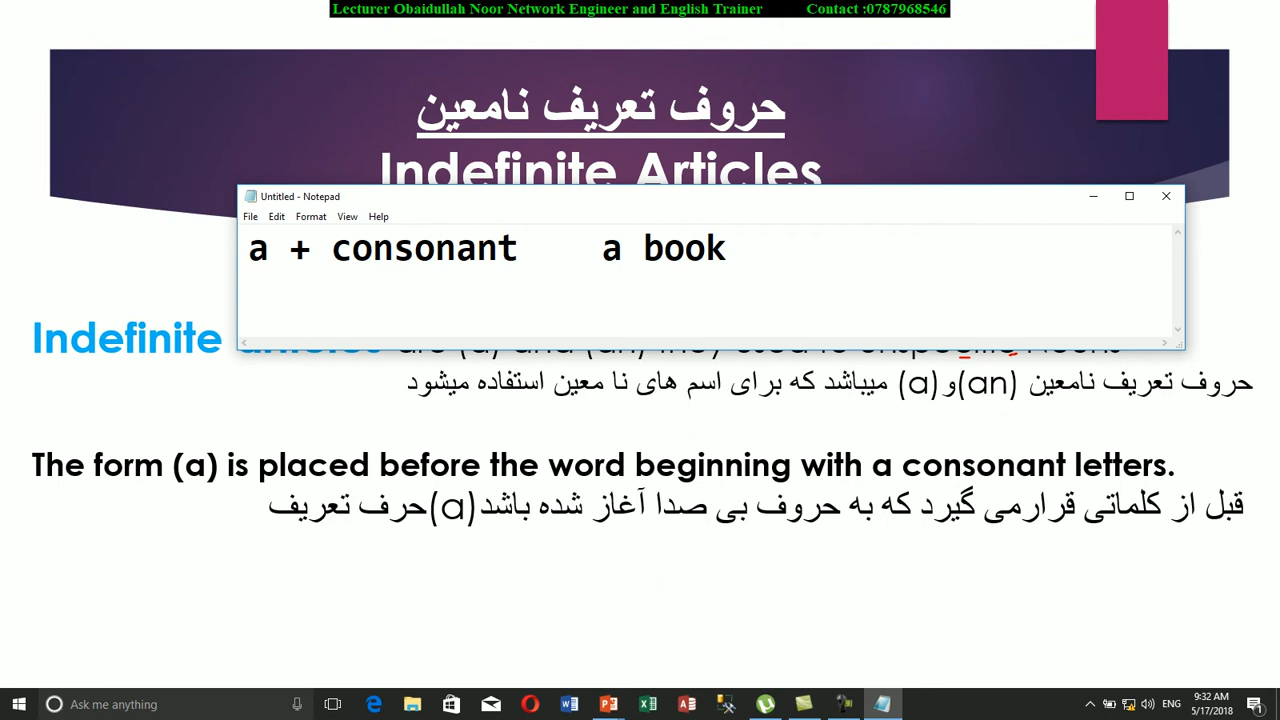 Lecturer Obaidullah Noor Network Engineer and English Trainer Contact :0787968546
حروف تعریف نامعین
Indefinite Articles
Untitled - Notepad
File Edit Format View Help
a + consonant a book
Indefinite
حروف تعریف نامعین (an)و(a) میباشد که برای اسم های نا معین استفاده میشود
The form (a) is placed before the word beginning with a consonant letters.
قبل از کلماتی قرارمی گیرد که به حروف بی صدا آغاز شده باشد(a)حرف تعریف
Ask me anything
ENG
9:32 AM
5/17/2018